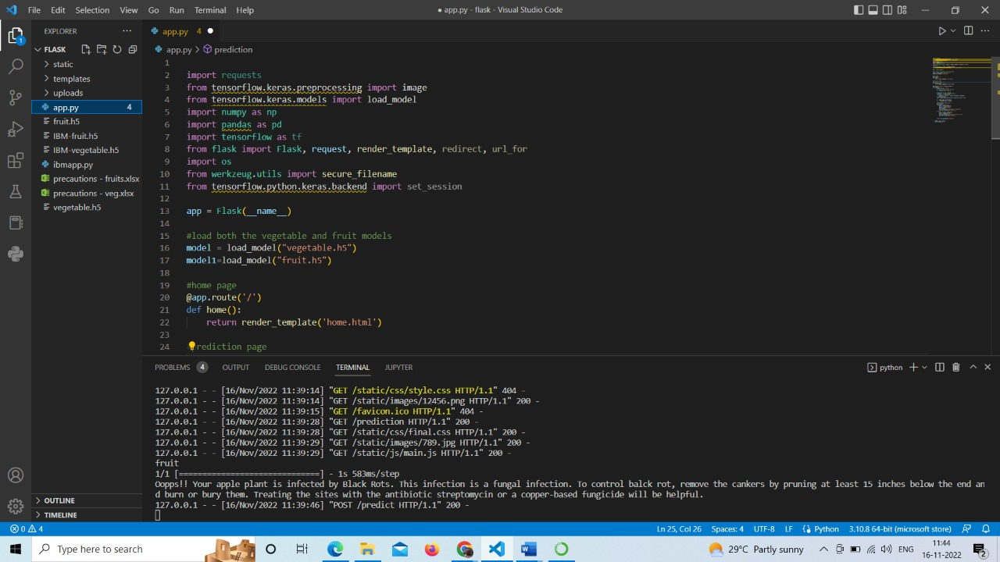 File Edit Selection View Go Run Terminal Help
● app.py - flask - Visual Studio Code
EXPLORER
1
FLASK
static
templates
uploads
app.py 4
fruit.h5
IBM-fruit.h5
IBM-vegetable.h5
ibmapp.py
precautions - fruits.xlsx
precautions - veg.xlsx
vegetable.h5
OUTLINE
TIMELINE
app.py 4
app.py > prediction
1
2 import requests
3 from tensorflow.keras.preprocessing import image
4 from tensorflow.keras.models import load_model
5 import numpy as np
6 import pandas as pd
7 import tensorflow as tf
8 from flask import Flask, request, render_template, redirect, url_for
9 import os
10 from werkzeug.utils import secure_filename
11 from tensorflow.python.keras.backend import set_session
12
13 app = Flask(__name__)
14
15 #load both the vegetable and fruit models
16 model = load_model("vegetable.h5")
17 model1=load_model("fruit.h5")
18
19 #home page
20 @app.route('/')
21 def home():
22 return render_template('home.html')
23
24 rediction page
PROBLEMS 4 OUTPUT DEBUG CONSOLE TERMINAL JUPYTER
python
127.0.0.1 - - [16/Nov/2022 11:39:14] "GET /static/css/style.css HTTP/1.1" 404 -
127.0.0.1 - - [16/Nov/2022 11:39:14] "GET /static/images/12456.png HTTP/1.1" 200 -
127.0.0.1 - - [16/Nov/2022 11:39:15] "GET /favicon.ico HTTP/1.1" 404 -
127.0.0.1 - - [16/Nov/2022 11:39:28] "GET /prediction HTTP/1.1" 200 -
127.0.0.1 - - [16/Nov/2022 11:39:28] "GET /static/css/final.css HTTP/1.1" 200 -
127.0.0.1 - - [16/Nov/2022 11:39:29] "GET /static/images/789.jpg HTTP/1.1" 200 -
127.0.0.1 - - [16/Nov/2022 11:39:29] "GET /static/js/main.js HTTP/1.1" 200 -
fruit
1/1 [==============================] - 1s 583ms/step
Oopps!! Your apple plant is infected by Black Rots. This infection is a fungal infection. To control balck rot, remove the cankers by pruning at least 15 inches below the end an
d burn or bury them. Treating the sites with the antibiotic streptomycin or a copper-based fungicide will be helpful.
127.0.0.1 - - [16/Nov/2022 11:39:46] "POST /predict HTTP/1.1" 200 -
0 4
Ln 25, Col 26 Spaces: 4 UTF-8 LF Python 3.10.8 64-bit (microsoft store)
Type here to search
29°C Partly sunny
ENG
11:44
16-11-2022
2